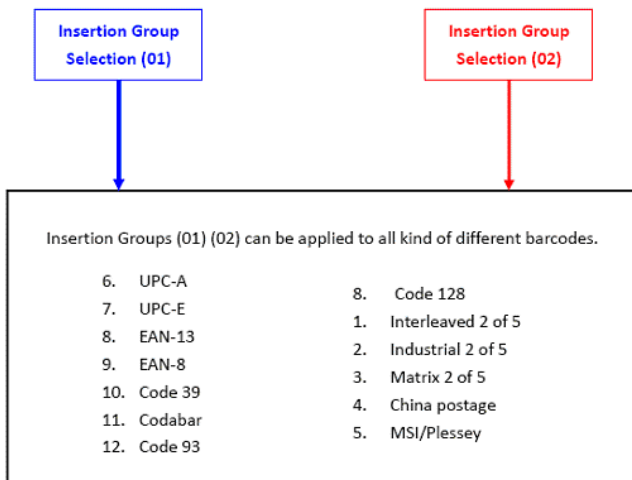 Insertion Group
Selection (01)
Insertion Group
Selection (02)
Insertion Groups (01) (02) can be applied to all kind of different barcodes.
6. UPC-A
7. UPC-E
8. EAN-13
9. EAN-8
10. Code 39
11. Codabar
12. Code 93
8. Code 128
1. Interleaved 2 of 5
2. Industrial 2 of 5
3. Matrix 2 of 5
4. China postage
5. MSI/Plessey